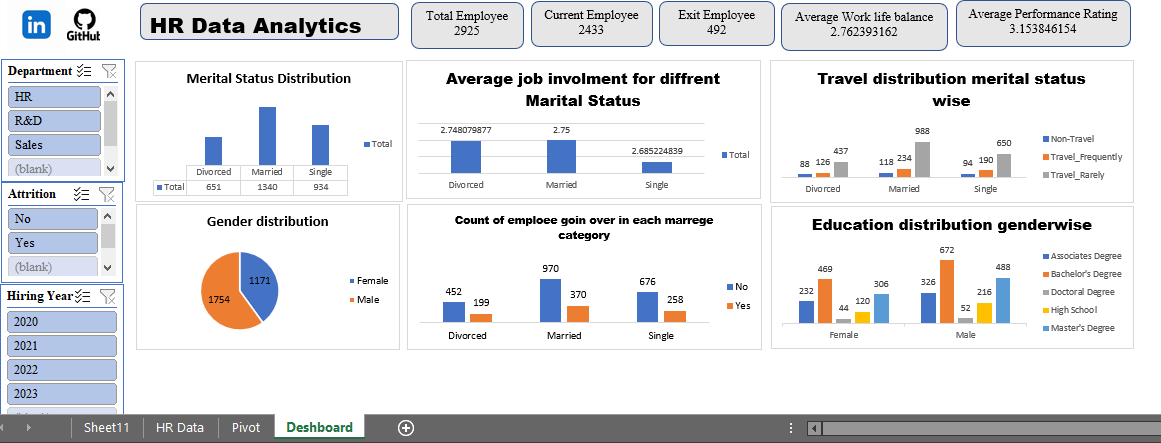 in
GitHub
HR Data Analytics
Total Employee
2925
Current Employee
2433
Exit Employee
492
Average Work life balance
2.762393162
Average Performance Rating
3.153846154
Department
HR
R&D
Sales
(blank)
Attrition
No
Yes
(blank)
Hiring Year
2020
2021
2022
2023
Merital Status Distribution
Total
Divorced Married Single
Total 651 1340 934
Average job involment for diffrent
Marital Status
2.748079877 2.75 2.685224839
Total
Divorced Married Single
Travel distribution merital status
wise
88 126 437 118 234 988 94 190 650
Divorced Married Single
Non-Travel
Travel_Frequently
Travel_Rarely
Gender distribution
1171
1754
Female
Male
Count of emploee goin over in each marrege
category
452 199 970 370 676 258
Divorced Married Single
No
Yes
Education distribution genderwise
232 469 44 120 306 326 672 52 216 488
Female Male
Associates Degree
Bachelor's Degree
Doctoral Degree
High School
Master's Degree
Sheet11 HR Data Pivot Deshboard